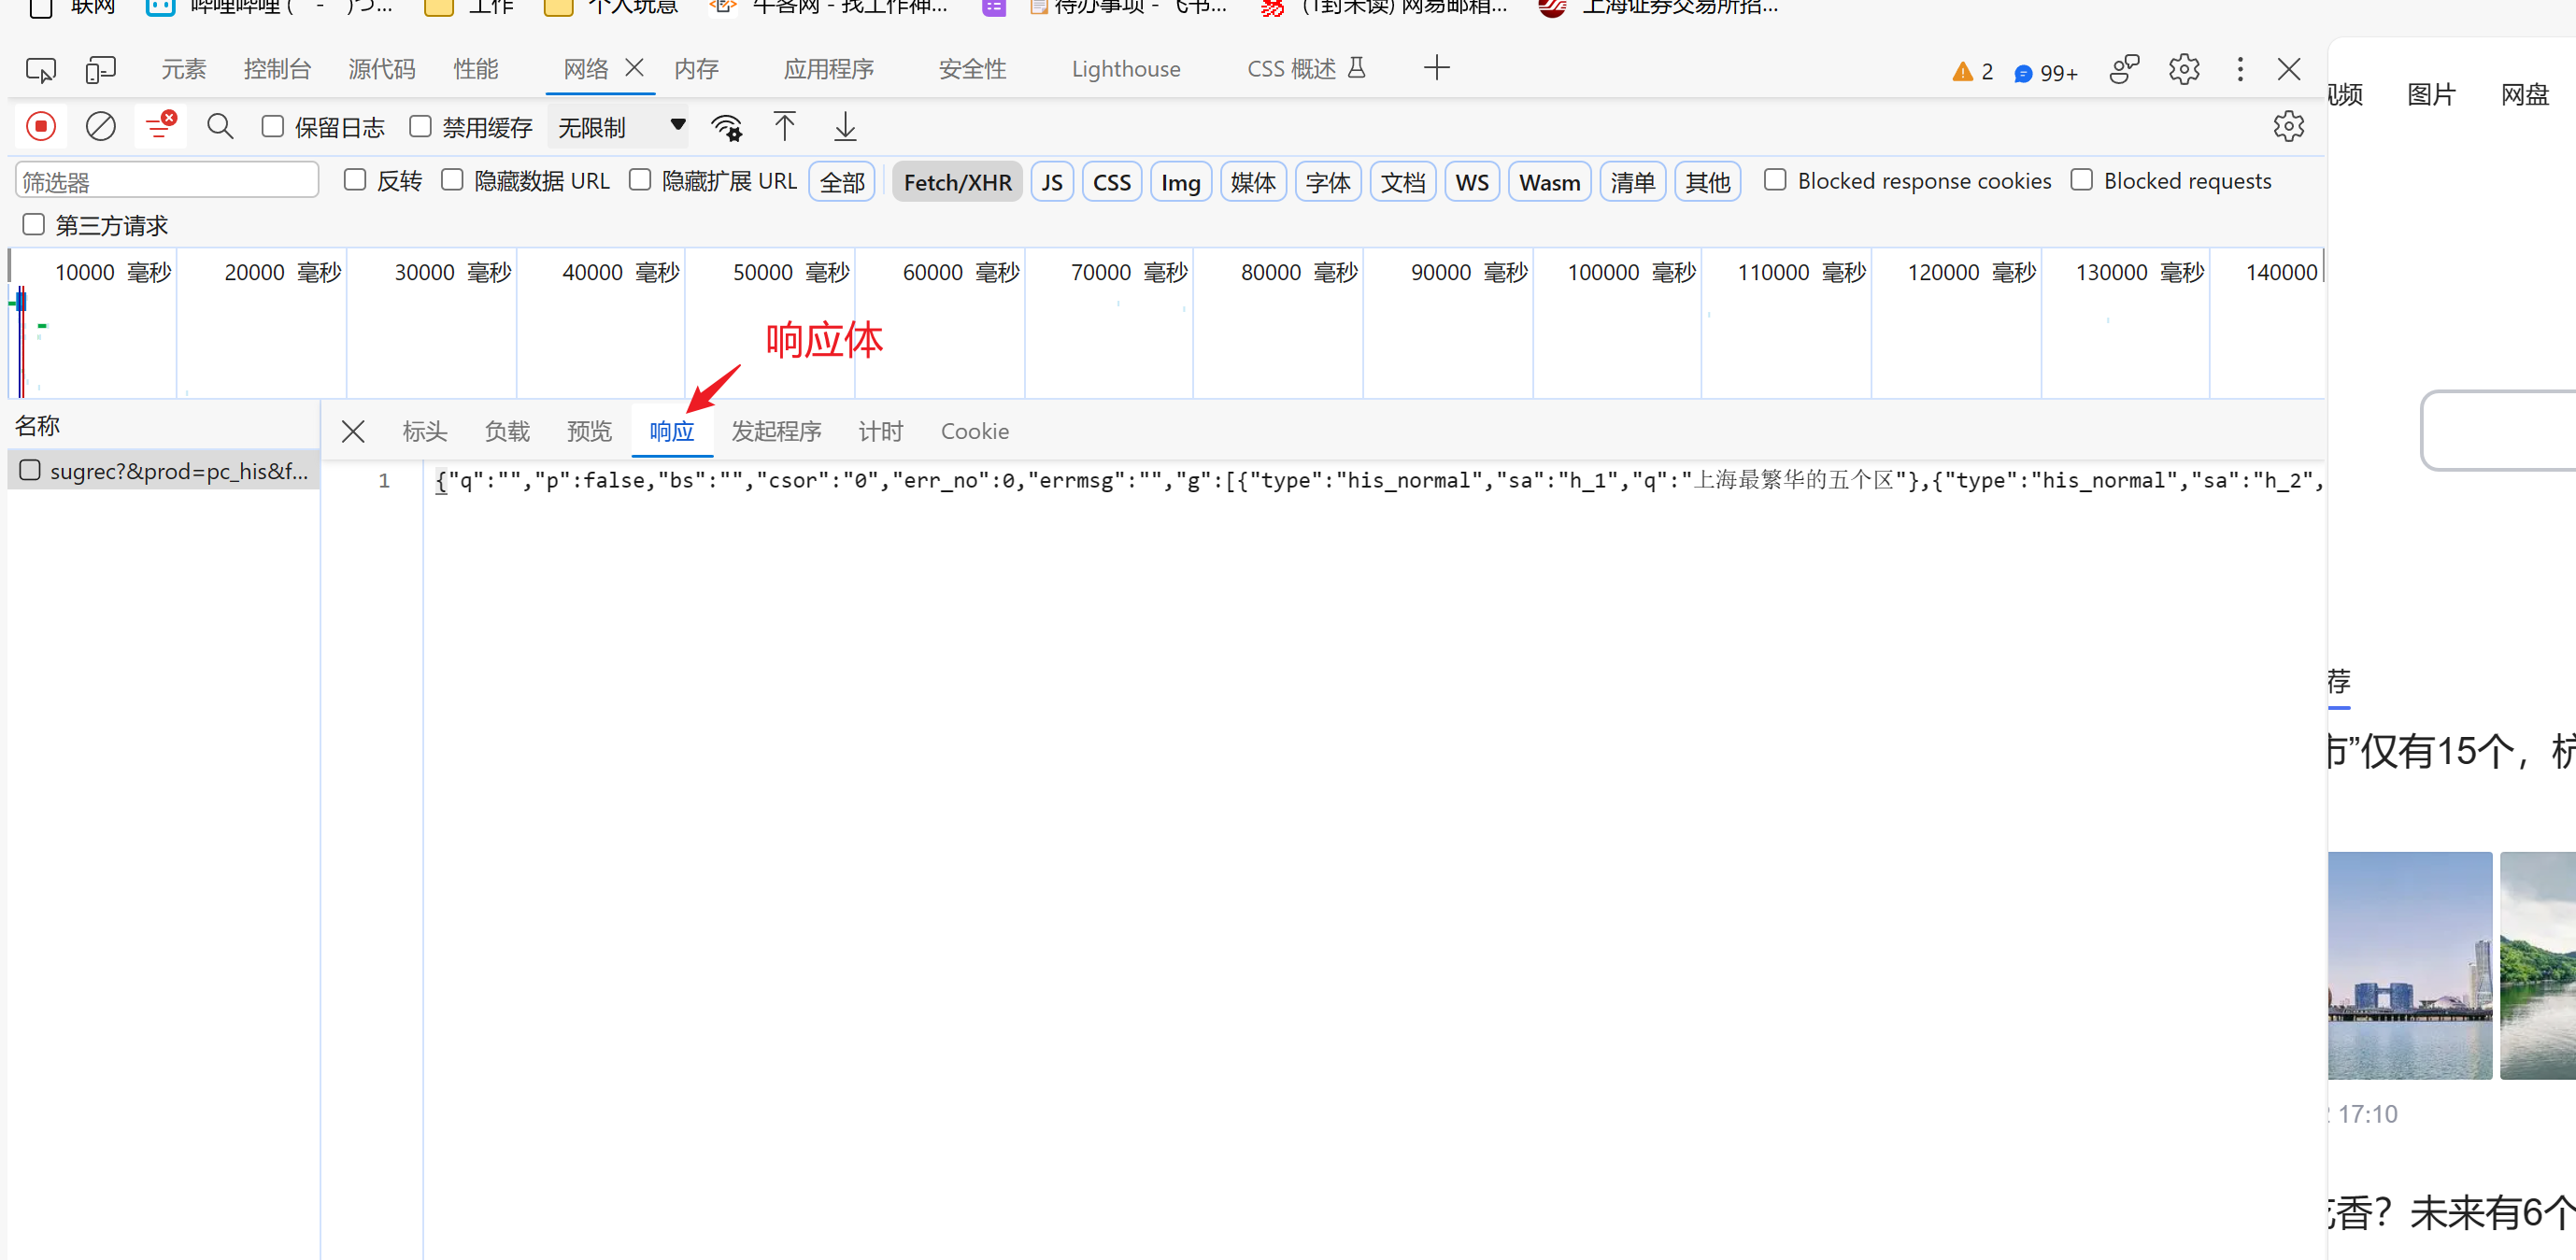 联网
哔哩哔哩 (゜-゜)つ...
工作
个人玩意
牛客网 - 找工作神...
待办事项 - 飞书...
(1封未读) 网易邮箱...
上海证券交易所招...
元素 控制台 源代码 性能 网络 内存 应用程序 安全性 Lighthouse CSS 概述 2 99+
视频 图片 网盘
保留日志 禁用缓存 无限制
筛选器 反转 隐藏数据 URL 隐藏扩展 URL 全部 Fetch/XHR JS CSS Img 媒体 字体 文档 WS Wasm 清单 其他 Blocked response cookies Blocked requests
第三方请求
10000 毫秒 20000 毫秒 30000 毫秒 40000 毫秒 50000 毫秒 60000 毫秒 70000 毫秒 80000 毫秒 90000 毫秒 100000 毫秒 110000 毫秒 120000 毫秒 130000 毫秒 140000
响应体
名称
标头 负载 预览 响应 发起程序 计时 Cookie
sugrec?&prod=pc_his&f...
1 {"q":"","p":false,"bs":"","csor":"0","err_no":0,"errmsg":"","g":[{"type":"his_normal","sa":"h_1","q":"上海最繁华的五个区"},{"type":"his_normal","sa":"h_2",
荐
市”仅有15个，杭
17:10
花香？未来有6个